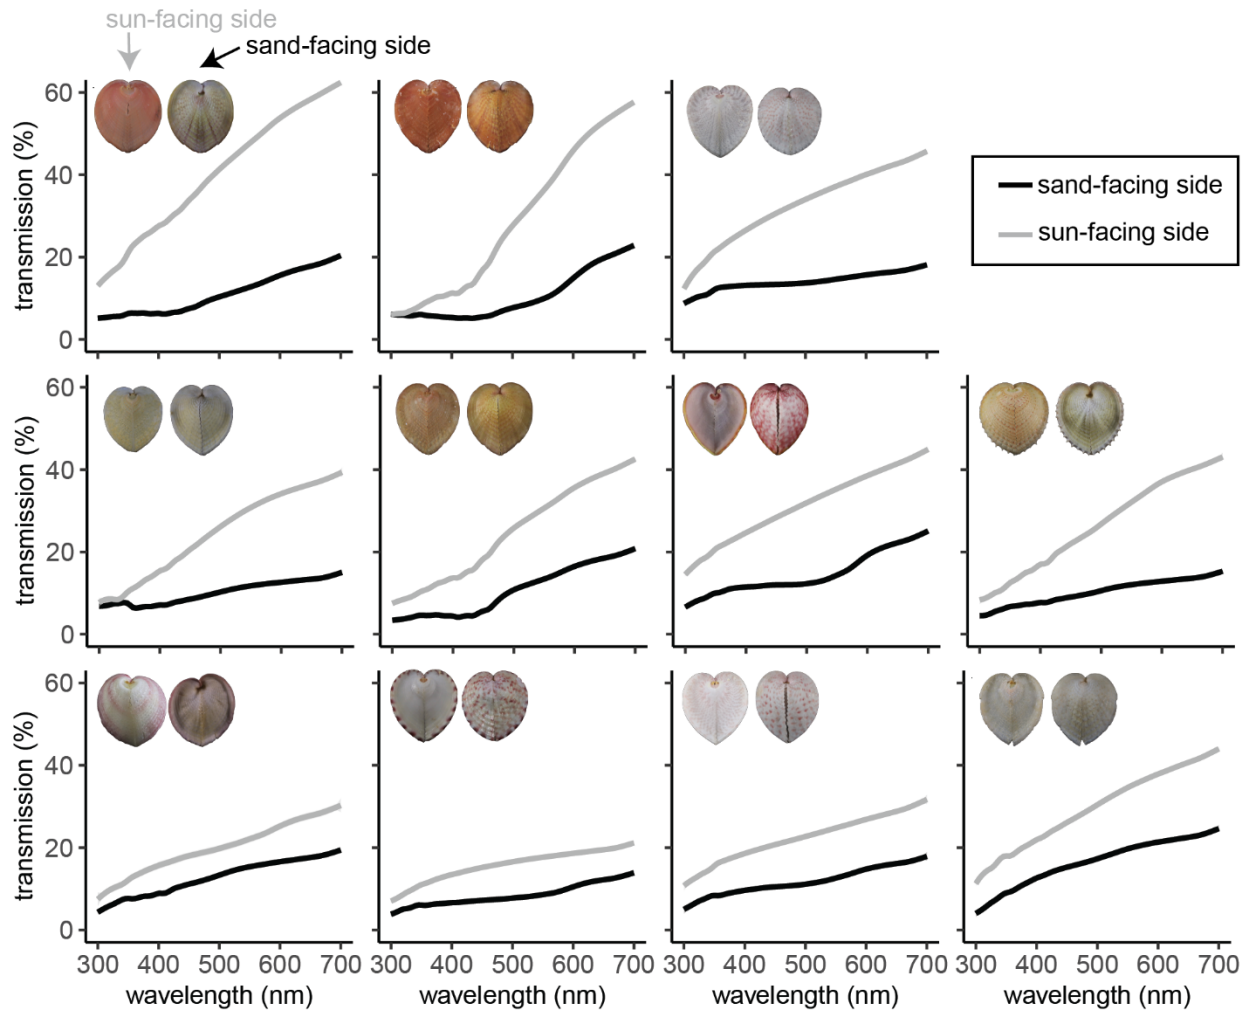 sun-facing side
sand-facing side
transmission (%)
60
40
20
0
sand-facing side
sun-facing side
transmission (%)
60
40
20
0
transmission (%)
60
40
20
0
300 400 500 600 700 300 400 500 600 700 300 400 500 600 700 300 400 500 600 700
wavelength (nm) wavelength (nm) wavelength (nm) wavelength (nm)